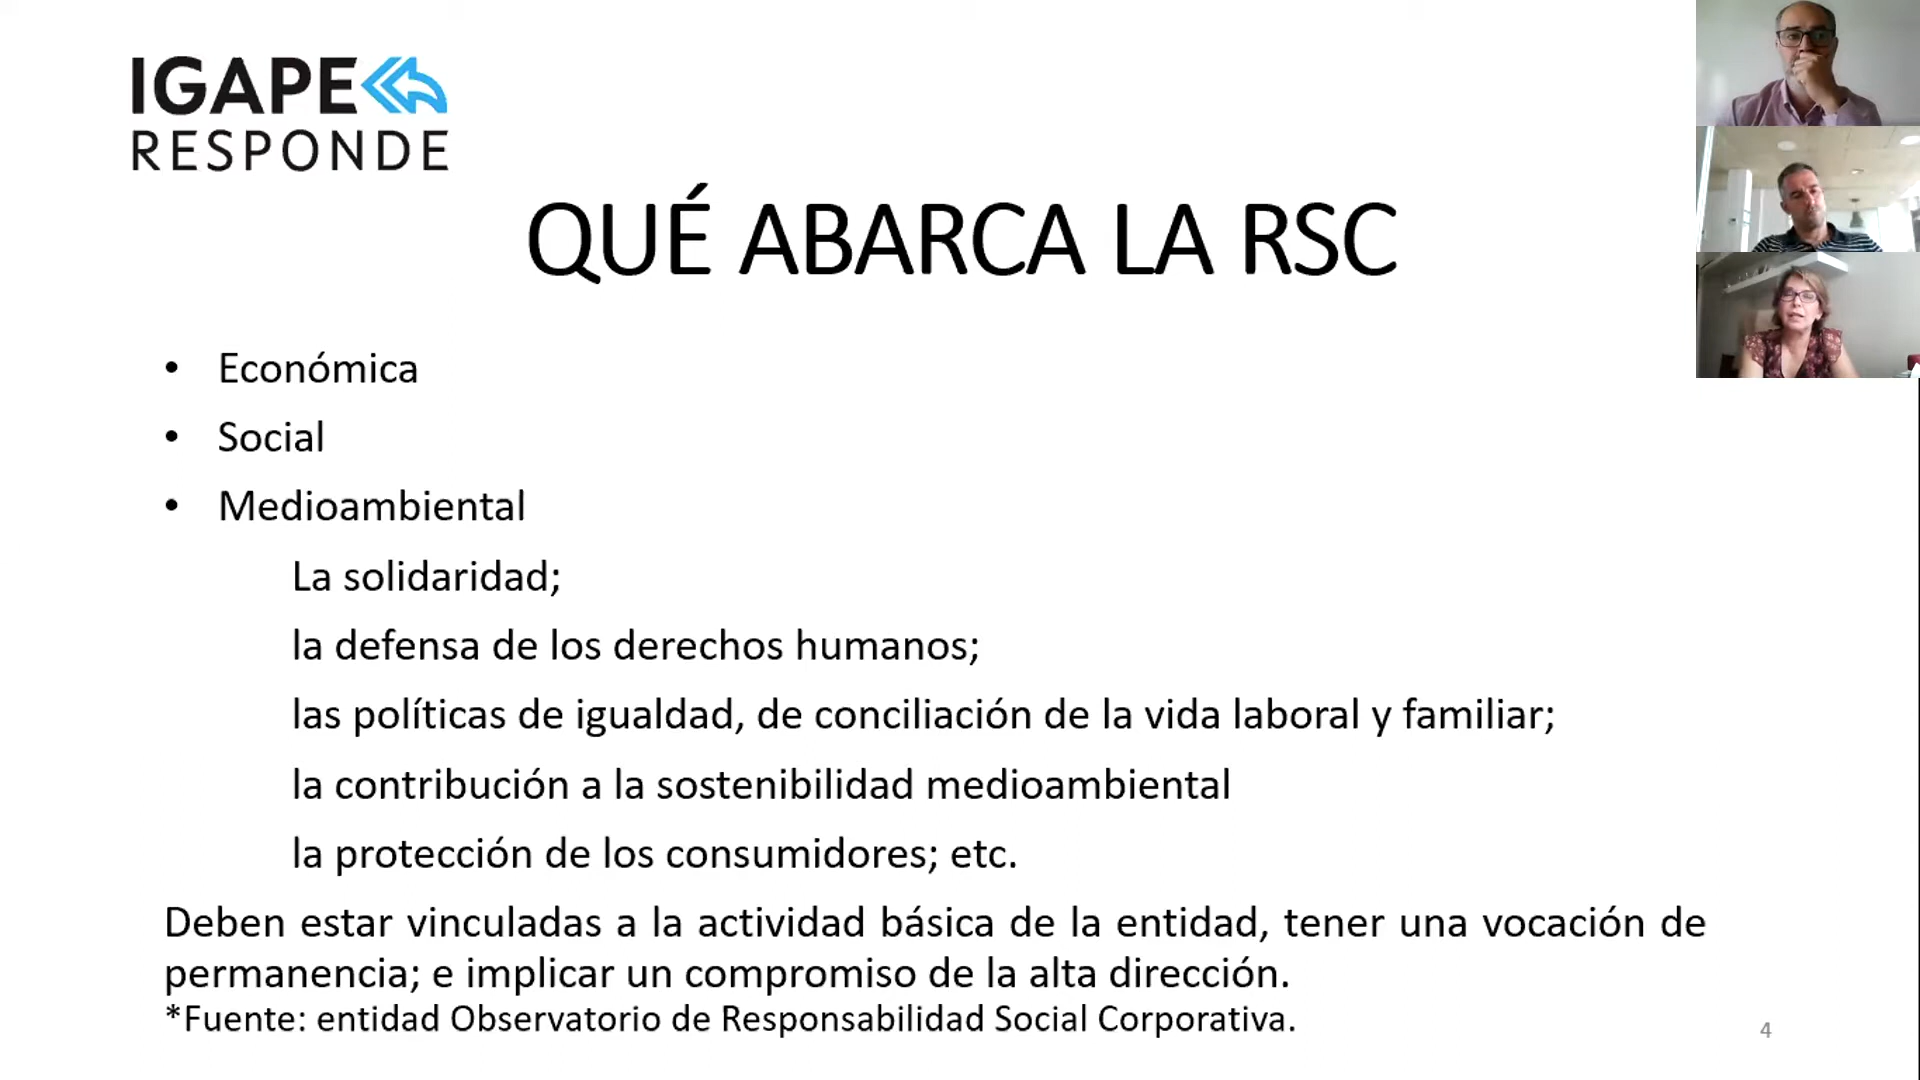 IGAPE
RESPONDE
QUÉ ABARCA LA RSC
• Económica
• Social
• Medioambiental
La solidaridad;
la defensa de los derechos humanos;
las políticas de igualdad, de conciliación de la vida laboral y familiar;
la contribución a la sostenibilidad medioambiental
la protección de los consumidores; etc.
Deben estar vinculadas a la actividad básica de la entidad, tener una vocación de
permanencia; e implicar un compromiso de la alta dirección.
*Fuente: entidad Observatorio de Responsabilidad Social Corporativa.
4